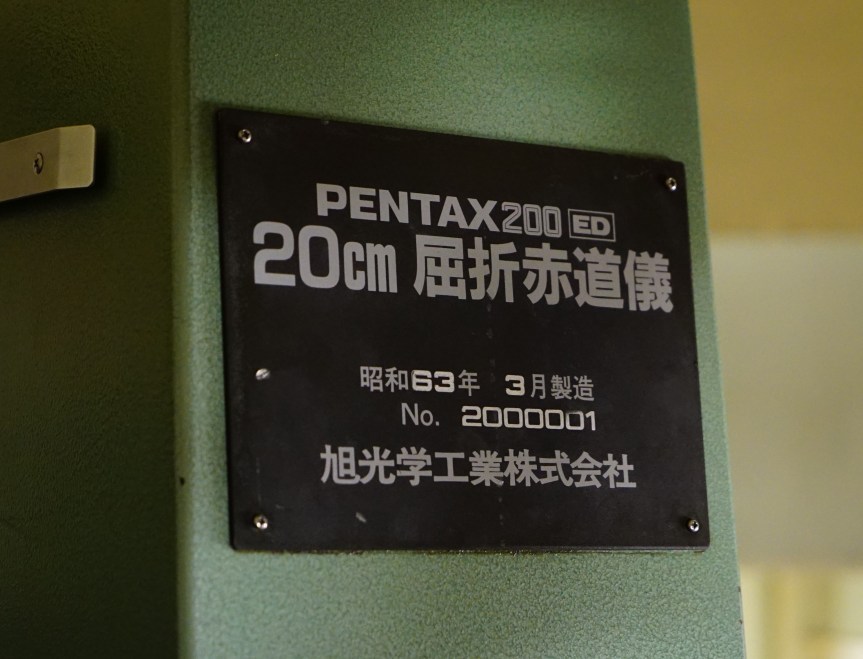 PENTAX200 ED
20cm 屈折赤道儀
昭和63年 3月製造
No. 2000001
旭光学工業株式会社